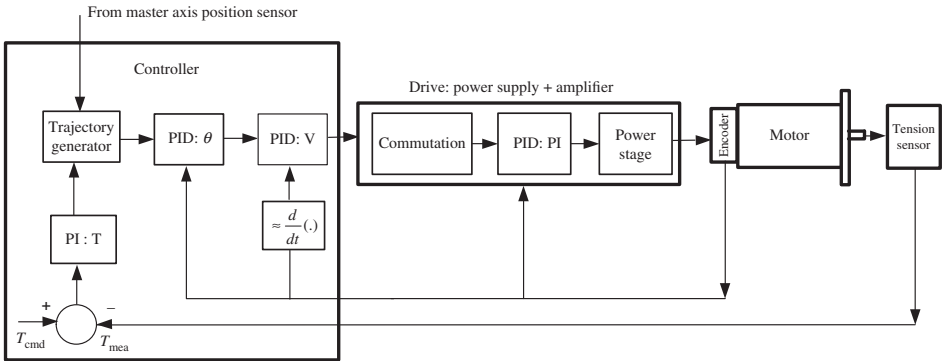 From master axis position sensor
Controller
Drive: power supply + amplifier
Trajectory
generator
PID: θ
PID: V
Commutation
PID: PI
Power
stage
Encoder
Motor
Tension
sensor
≈ d/dt (.)
PI : T
+
−
T_cmd
T_mea